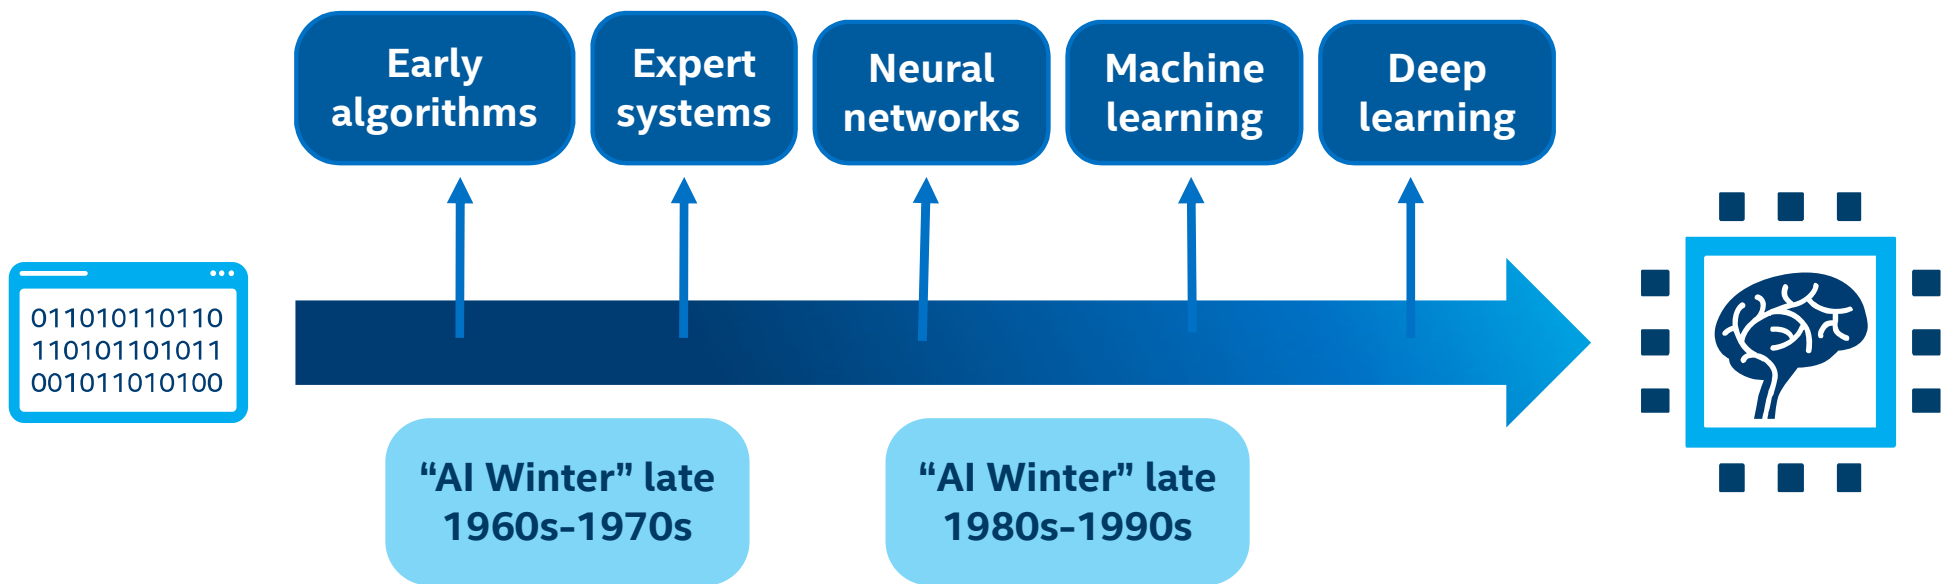 Early
algorithms
Expert
systems
Neural
networks
Machine
learning
Deep
learning
011010110110
110101101011
001011010100
“AI Winter” late
1960s-1970s
“AI Winter” late
1980s-1990s